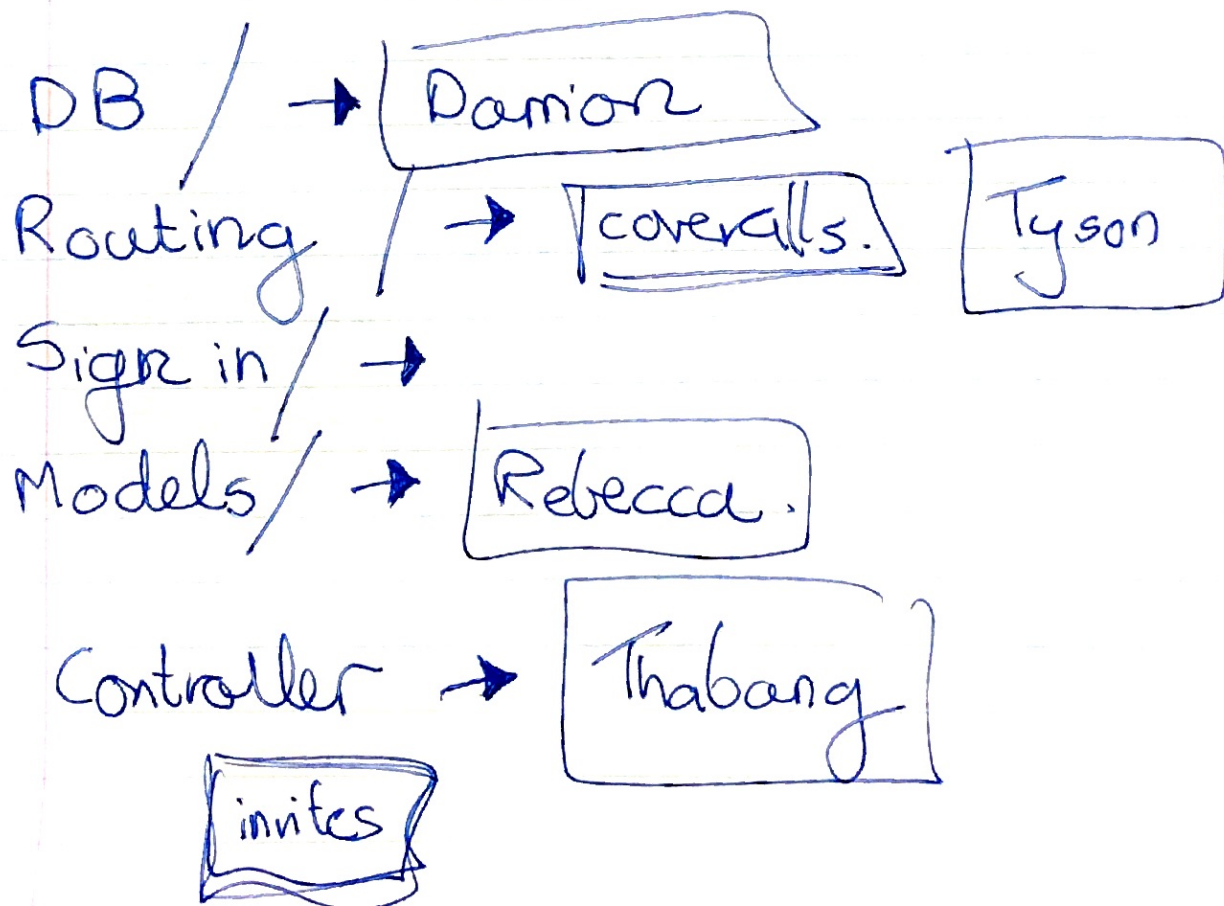 DB / → Damion
Routing / → coveralls. Tyson
Sign in / →
Models / → Rebecca.
Controller → Thabang
invites